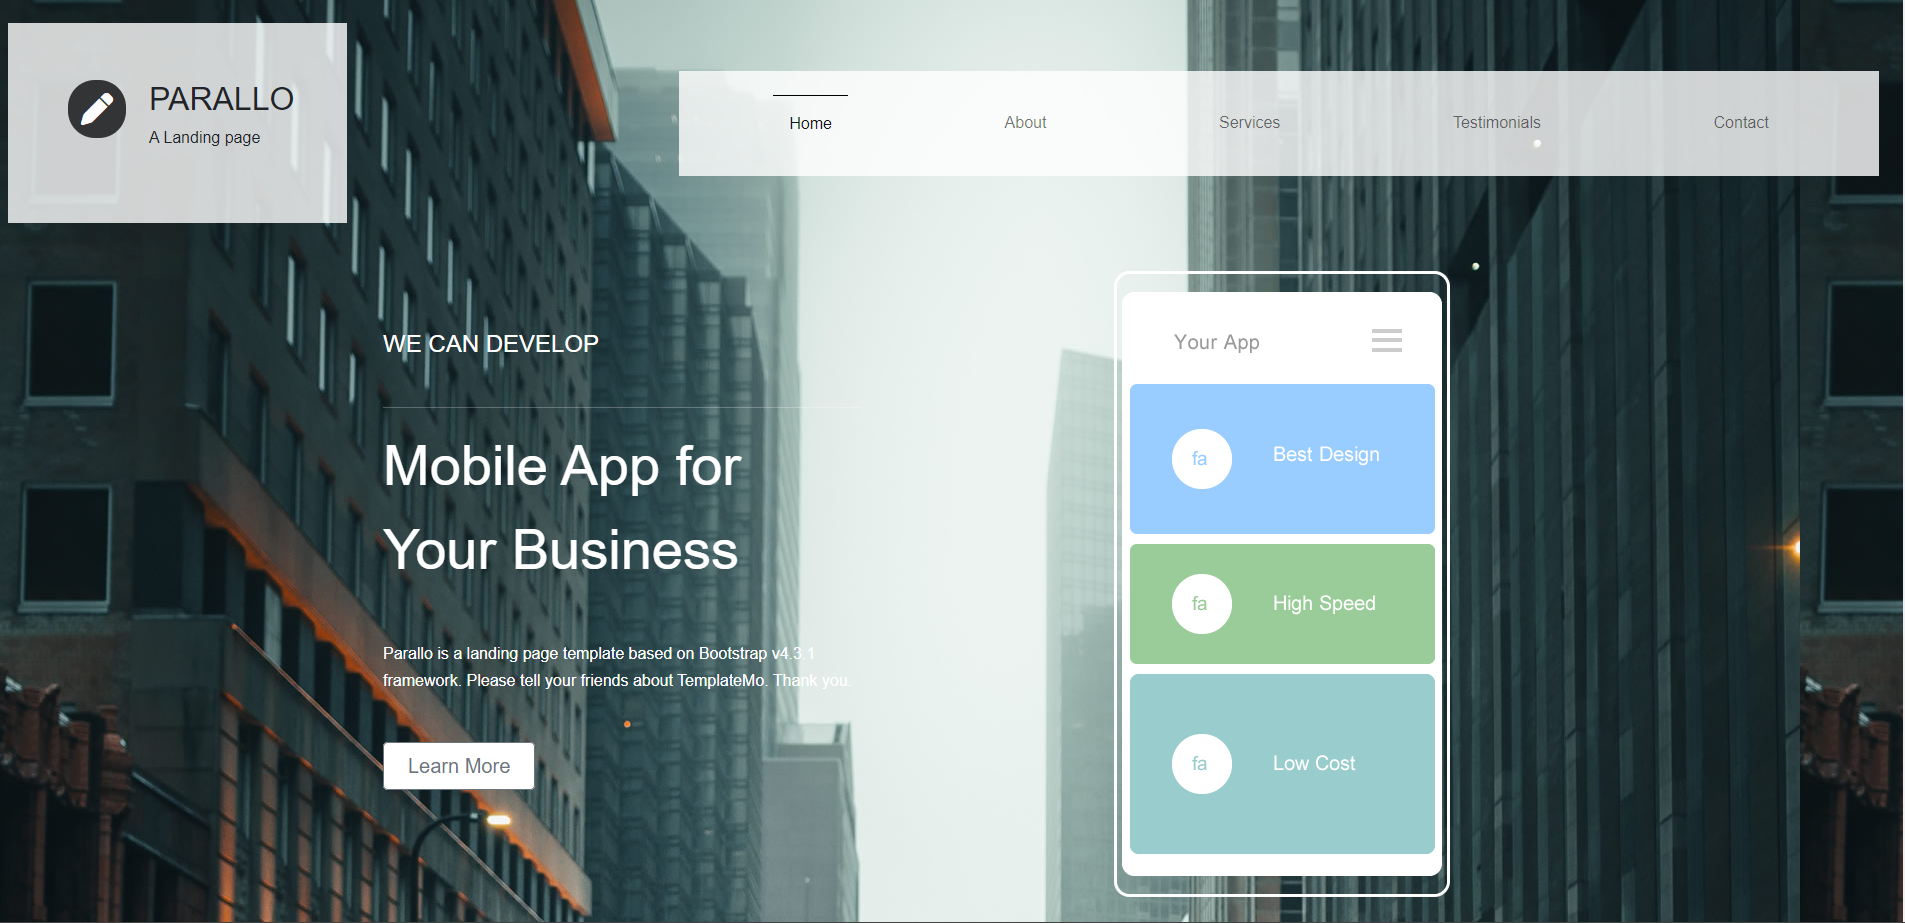 PARALLO
A Landing page
Home
About
Services
Testimonials
Contact
WE CAN DEVELOP
Mobile App for
Your Business
Parallo is a landing page template based on Bootstrap v4.3.1
framework. Please tell your friends about TemplateMo. Thank you.
Learn More
Your App
fa
Best Design
fa
High Speed
fa
Low Cost